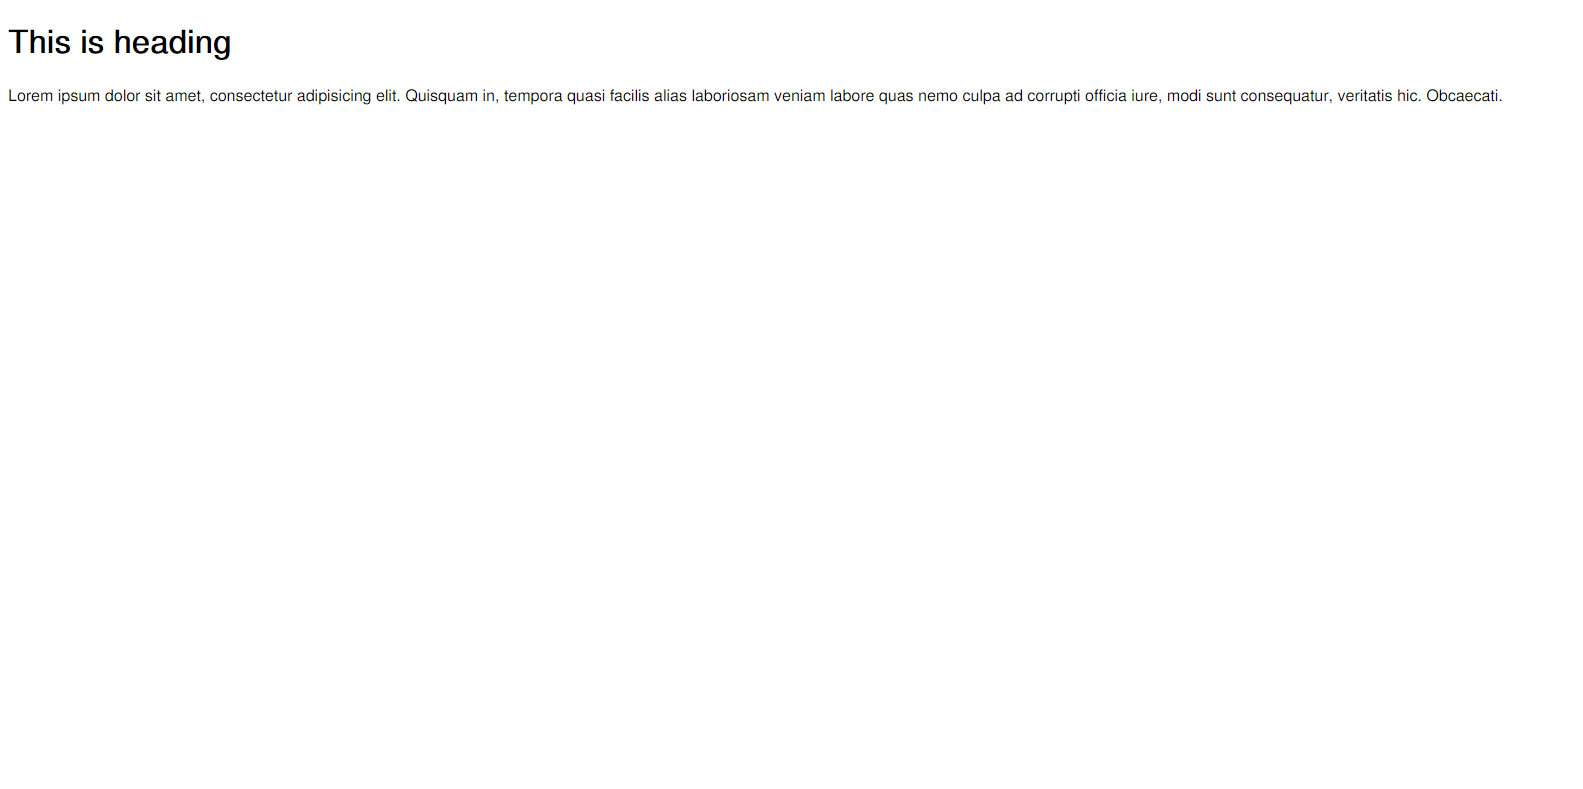 This is heading
Lorem ipsum dolor sit amet, consectetur adipisicing elit. Quisquam in, tempora quasi facilis alias laboriosam veniam labore quas nemo culpa ad corrupti officia iure, modi sunt consequatur, veritatis hic. Obcaecati.